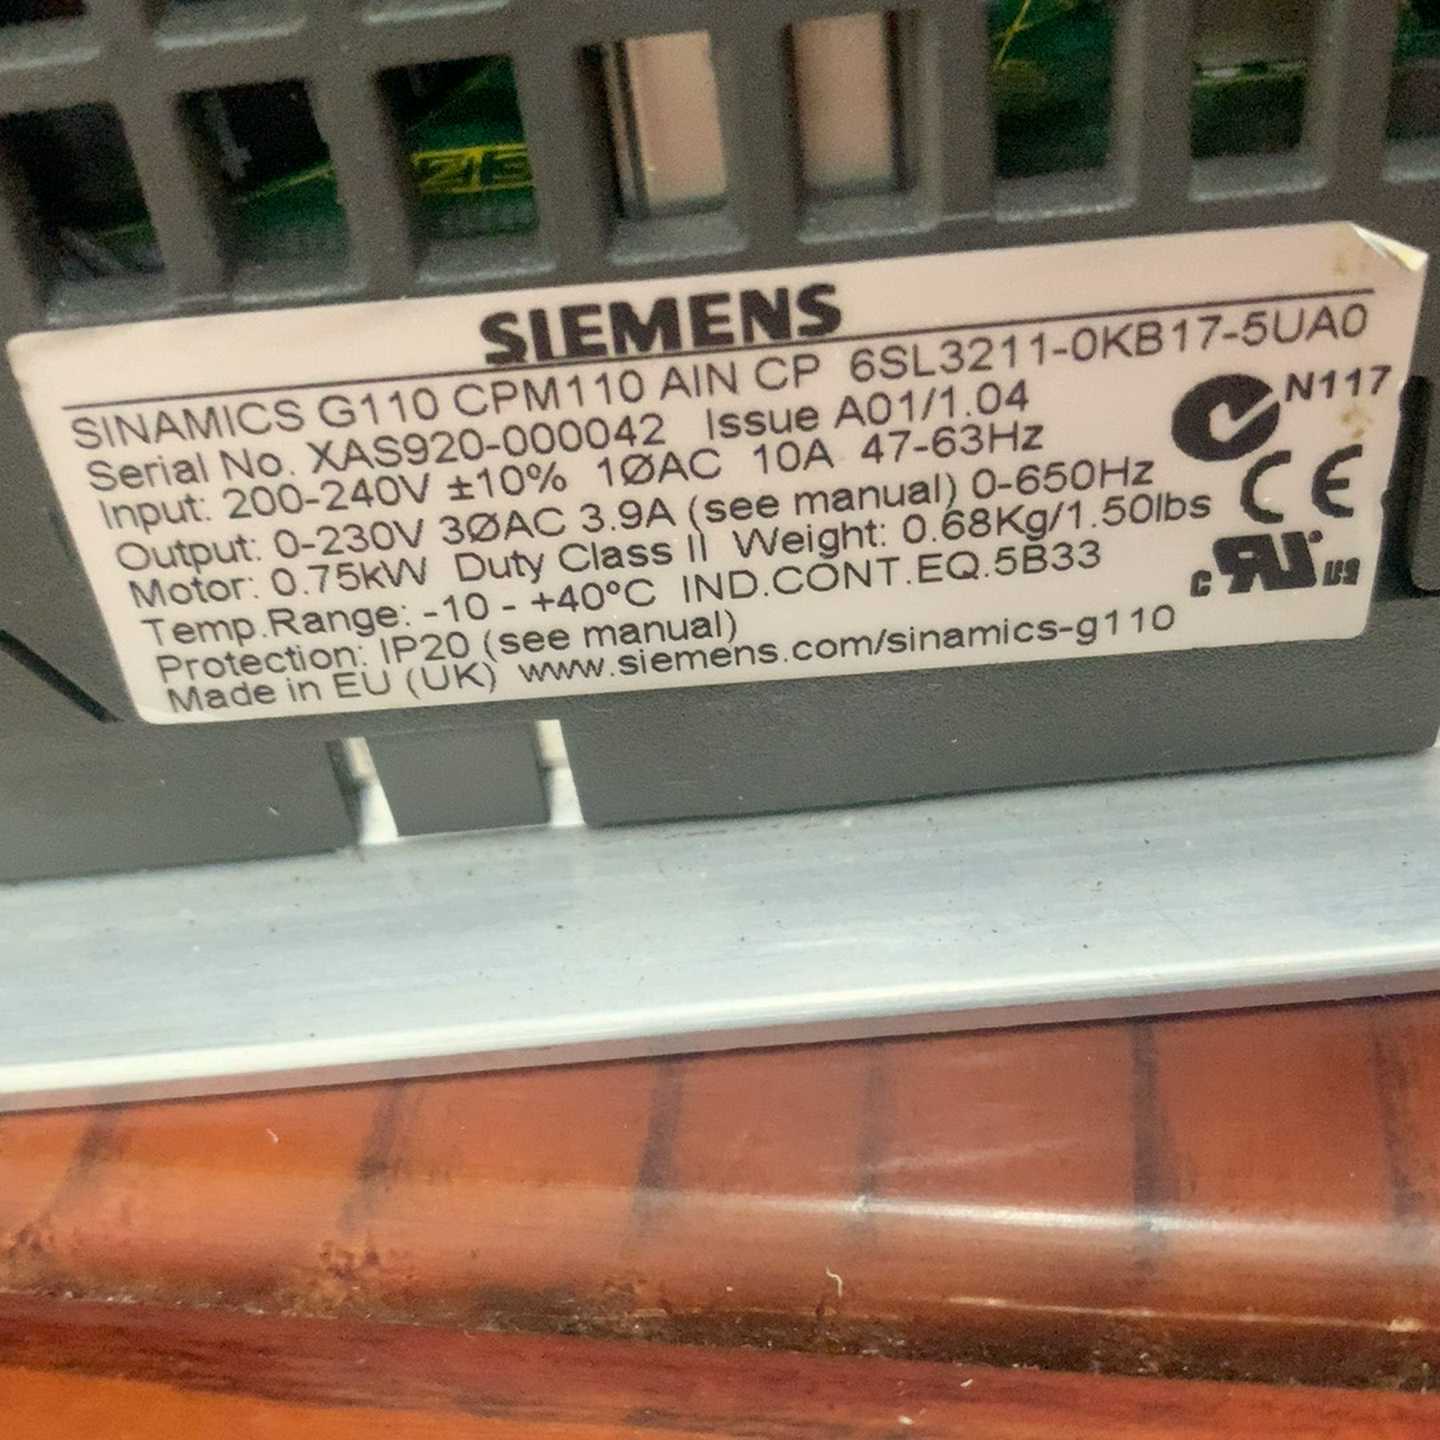 SIEMENS
SINAMICS G110 CPM110 AIN CP 6SL3211-0KB17-5UA0
Serial No. XAS920-000042 Issue A01/1.04
N117
Input: 200-240V ±10% 1ØAC 10A 47-63Hz
Output: 0-230V 3ØAC 3.9A (see manual) 0-650Hz
CE
Motor: 0.75kW Duty Class II Weight: 0.68Kg/1.50lbs
Temp.Range: -10 - +40°C IND.CONT.EQ.5B33
c RU us
Protection: IP20 (see manual)
Made in EU (UK) www.siemens.com/sinamics-g110